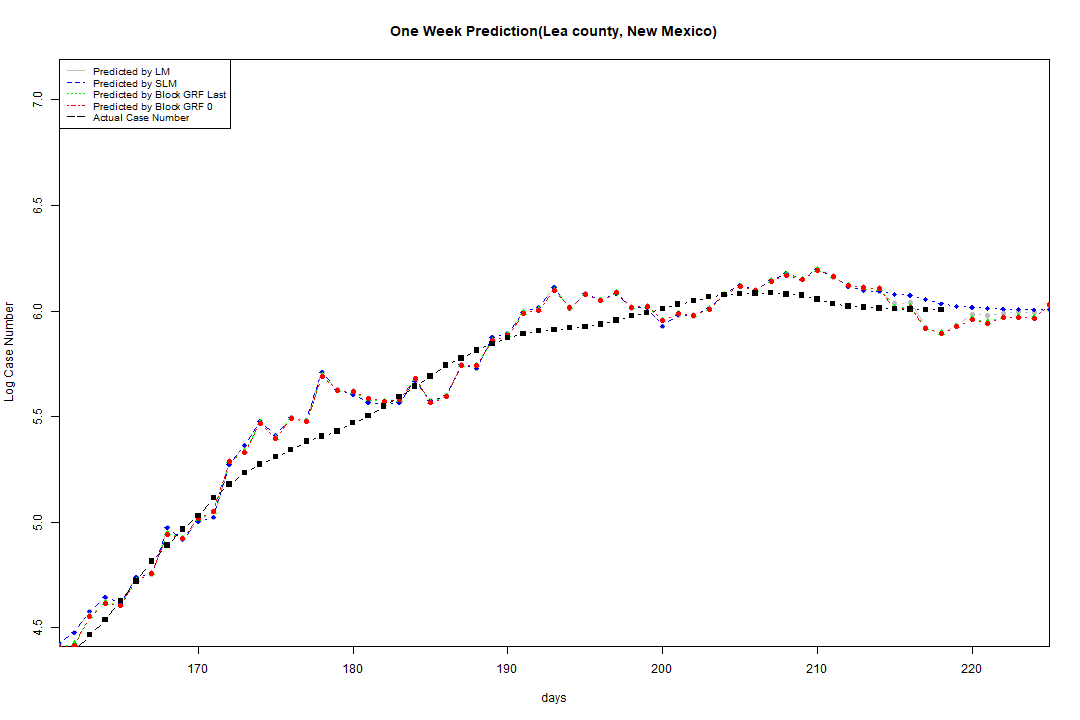 One Week Prediction(Lea county, New Mexico)
Predicted by LM
Predicted by SLM
Predicted by Block GRF Last
Predicted by Block GRF 0
Actual Case Number
7.0
6.5
6.0
5.5
5.0
4.5
Log Case Number
170 180 190 200 210 220
days